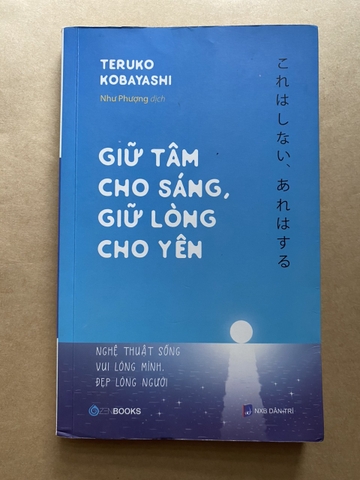 TERUKO
KOBAYASHI
Như Phượng dịch
これはしない、あれはする
GIỮ TÂM
CHO SÁNG,
GIỮ LÒNG
CHO YÊN
NGHỆ THUẬT SỐNG
VUI LÒNG MÌNH,
ĐẸP LÒNG NGƯỜI
ZENBOOKS
NXB DÂN TRÍ